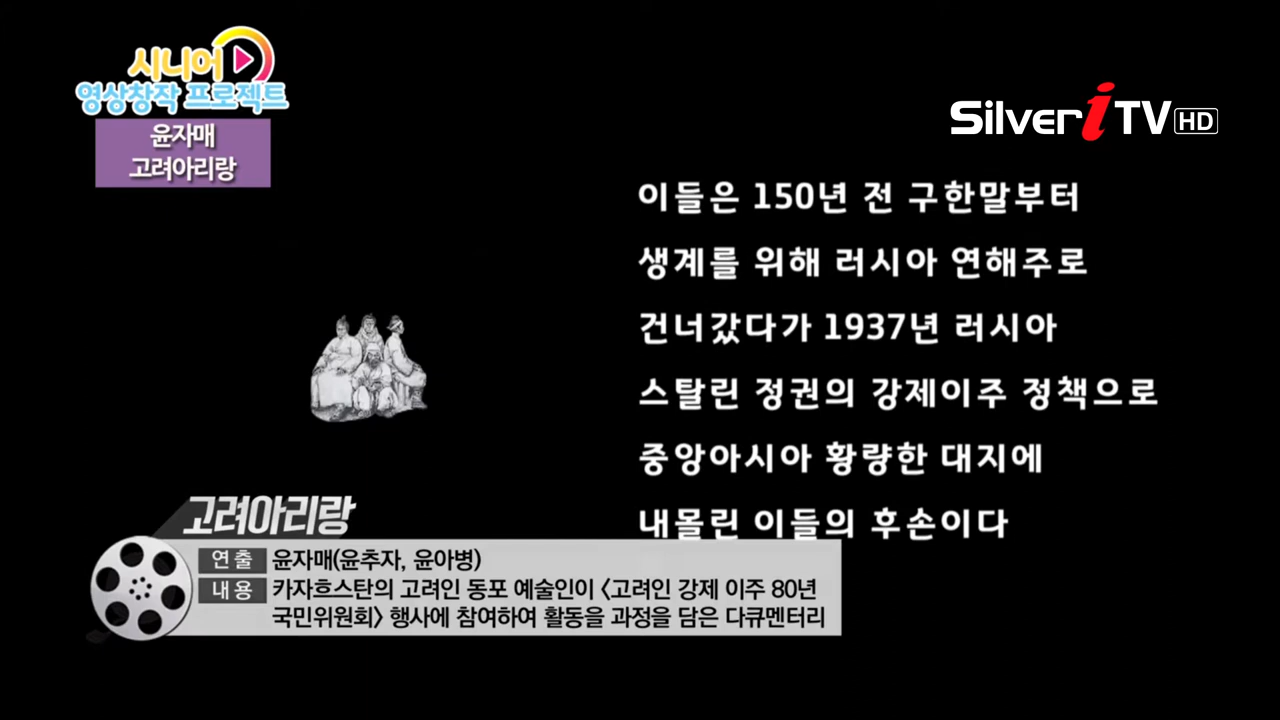 시니어
영상창작 프로젝트
윤자매
고려아리랑
Silver i TV HD
이들은 150년 전 구한말부터
생계를 위해 러시아 연해주로
건너갔다가 1937년 러시아
스탈린 정권의 강제이주 정책으로
중앙아시아 황량한 대지에
내몰린 이들의 후손이다
고려아리랑
연출 윤자매(윤추자, 윤아병)
내용 카자흐스탄의 고려인 동포 예술인이 <고려인 강제 이주 80년
국민위원회> 행사에 참여하여 활동을 과정을 담은 다큐멘터리